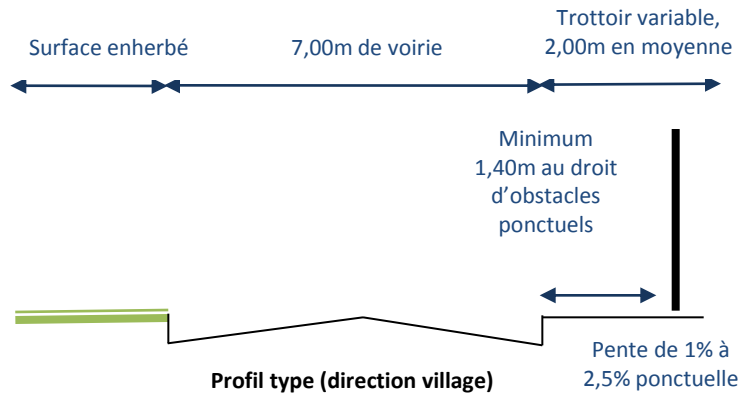 Surface enherbé
7,00m de voirie
Trottoir variable,
2,00m en moyenne
Minimum
1,40m au droit
d’obstacles
ponctuels
Pente de 1% à
2,5% ponctuelle
Profil type (direction village)